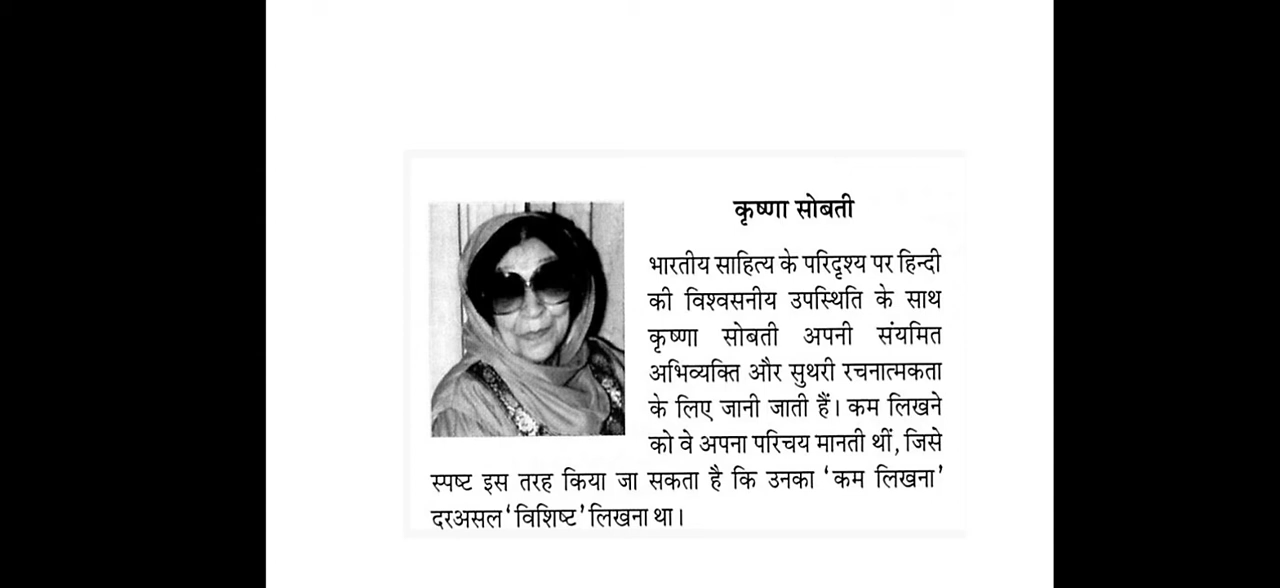 कृष्णा सोबती
भारतीय साहित्य के परिदृश्य पर हिन्दी
की विश्वसनीय उपस्थिति के साथ
कृष्णा सोबती अपनी संयमित
अभिव्यक्ति और सुथरी रचनात्मकता
के लिए जानी जाती हैं। कम लिखने
को वे अपना परिचय मानती थीं, जिसे
स्पष्ट इस तरह किया जा सकता है कि उनका ‘कम लिखना’
दरअसल ‘विशिष्ट’ लिखना था।